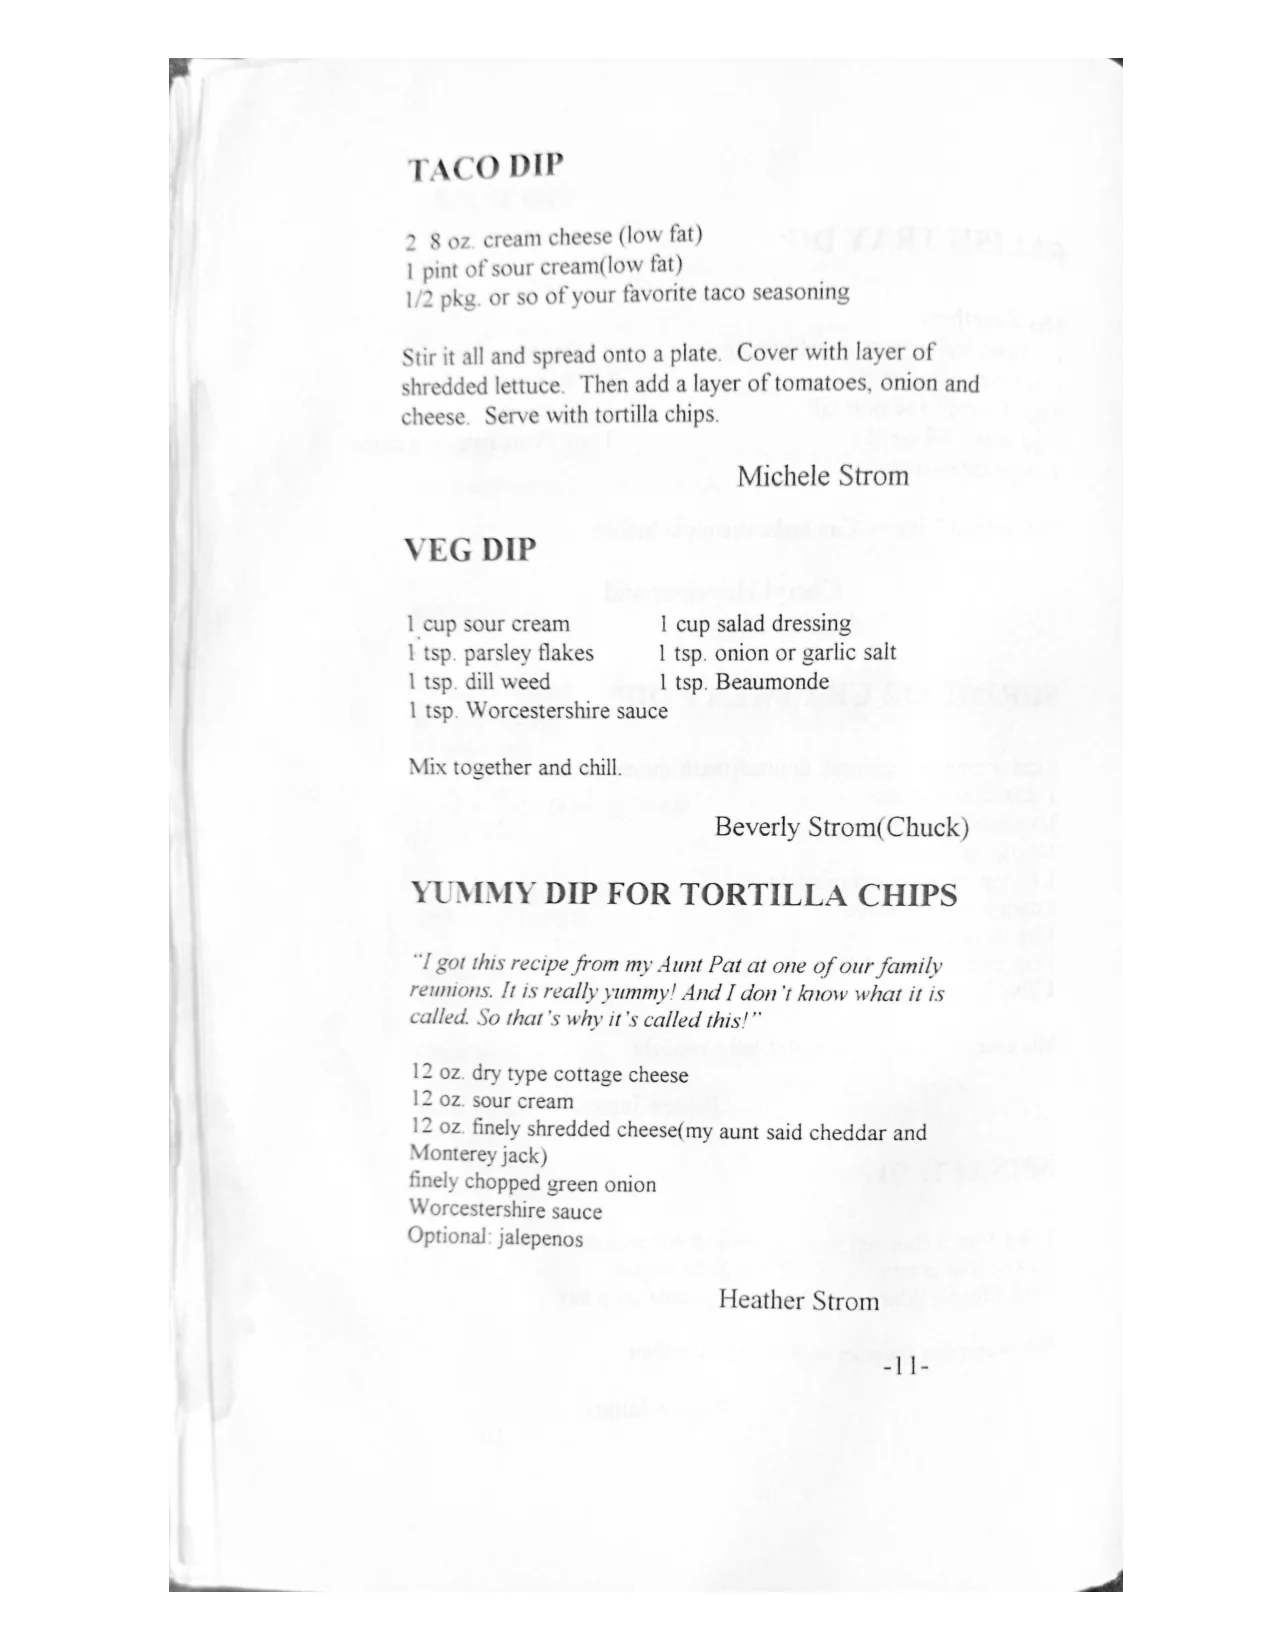 TACO DIP
2 8 oz. cream cheese (low fat)
1 pint of sour cream(low fat)
1/2 pkg. or so of your favorite taco seasoning
Stir it all and spread onto a plate. Cover with layer of
shredded lettuce. Then add a layer of tomatoes, onion and
cheese. Serve with tortilla chips.
Michele Strom
VEG DIP
1 cup sour cream 1 cup salad dressing
1 tsp. parsley flakes 1 tsp. onion or garlic salt
1 tsp. dill weed 1 tsp. Beaumonde
1 tsp. Worcestershire sauce
Mix together and chill.
Beverly Strom(Chuck)
YUMMY DIP FOR TORTILLA CHIPS
"I got this recipe from my Aunt Pat at one of our family
reunions. It is really yummy! And I don't know what it is
called. So that's why it's called this!"
12 oz. dry type cottage cheese
12 oz. sour cream
12 oz. finely shredded cheese(my aunt said cheddar and
Monterey jack)
finely chopped green onion
Worcestershire sauce
Optional: jalepenos
Heather Strom
-11-